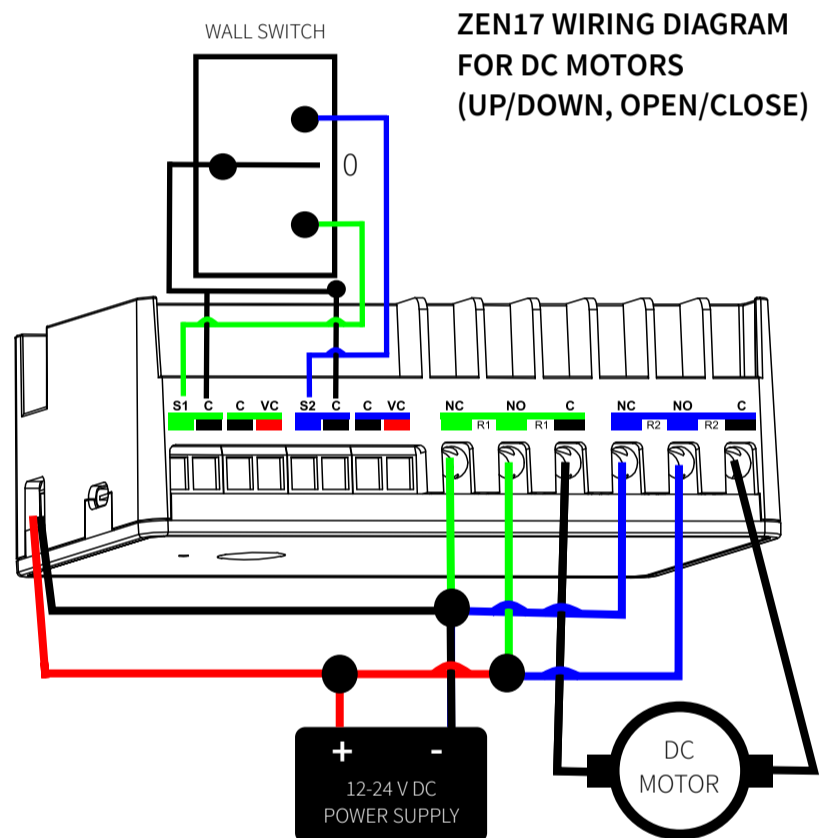 ZEN17 WIRING DIAGRAM
FOR DC MOTORS
(UP/DOWN, OPEN/CLOSE)
WALL SWITCH
0
S1 C C VC S2 C C VC NC NO C NC NO C
R1 R1 R2 R2
+ -
12-24 V DC
POWER SUPPLY
DC
MOTOR